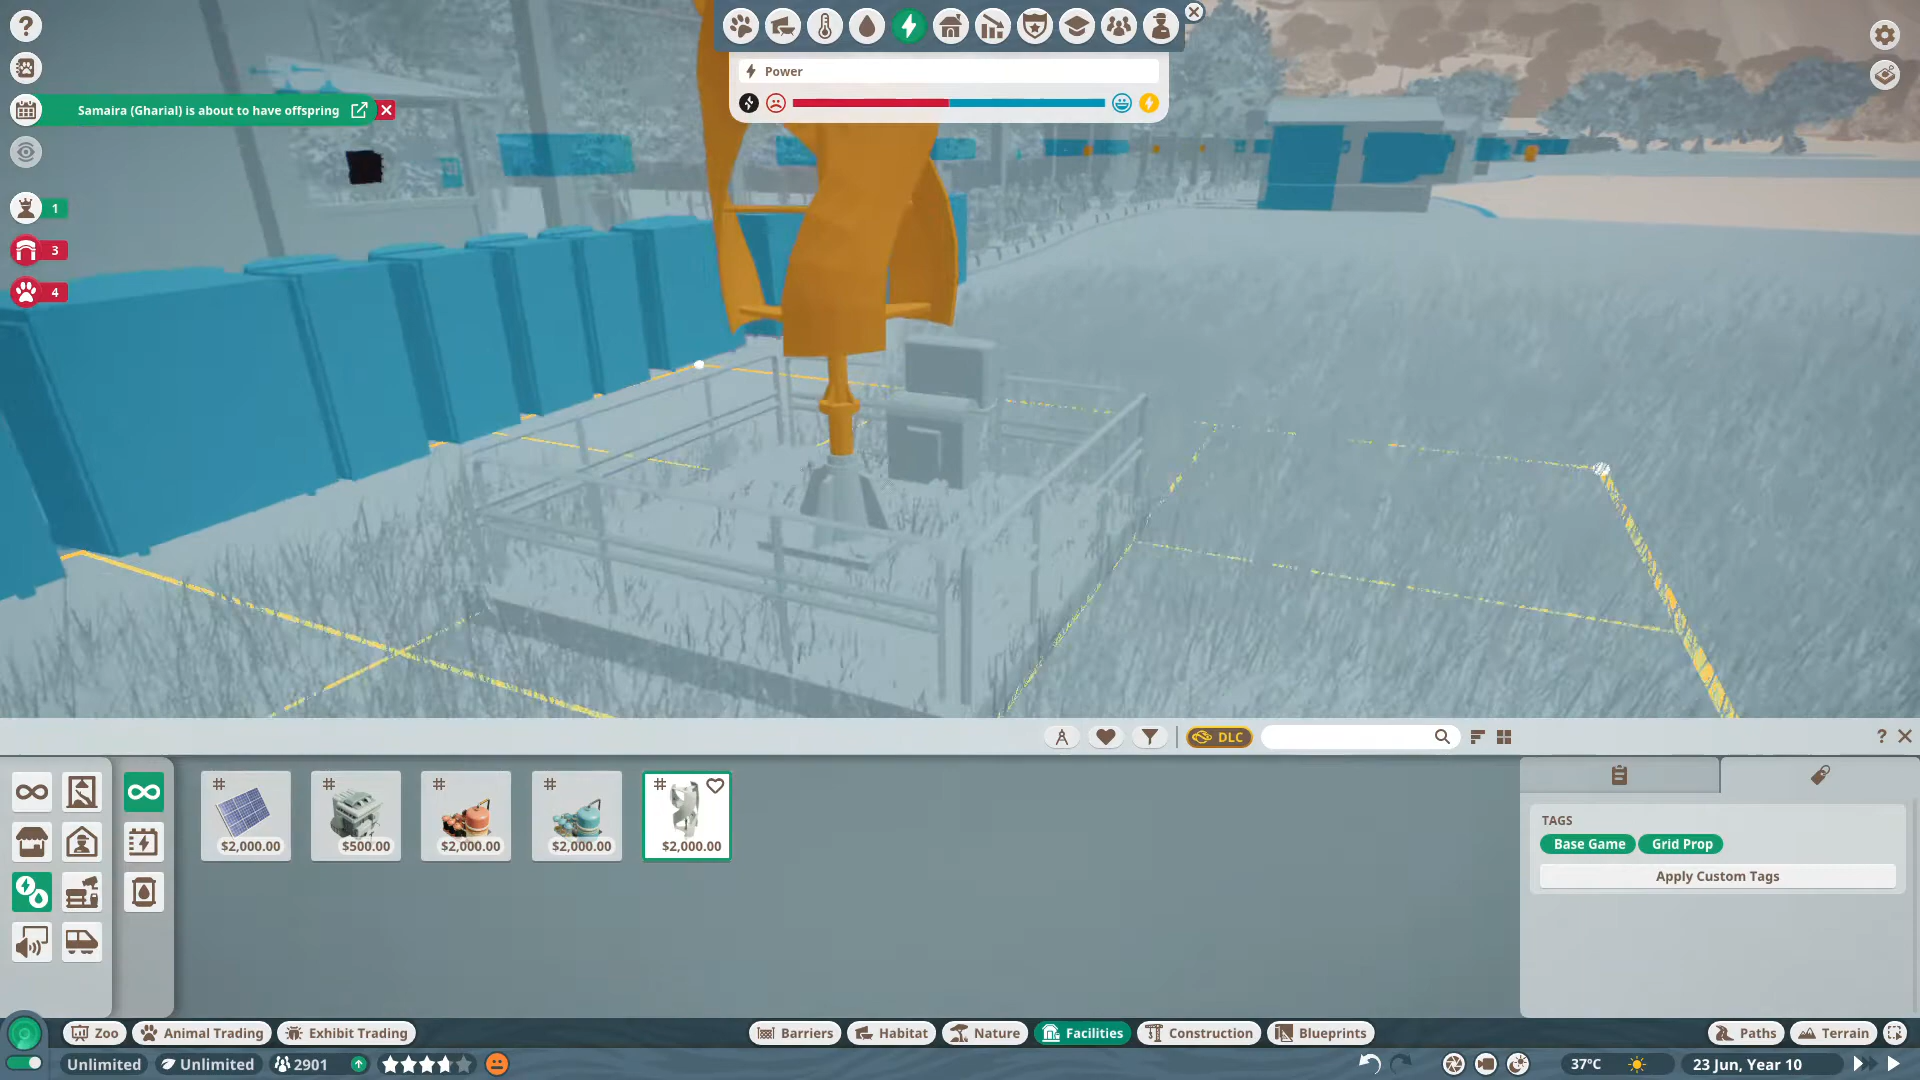 ?
Power
Samaira (Gharial) is about to have offspring
1
3
4
DLC
?
$2,000.00
$500.00
$2,000.00
$2,000.00
$2,000.00
TAGS
Base Game
Grid Prop
Apply Custom Tags
Zoo
Animal Trading
Exhibit Trading
Barriers
Habitat
Nature
Facilities
Construction
Blueprints
Paths
Terrain
Unlimited
Unlimited
2901
37°C
23 Jun, Year 10